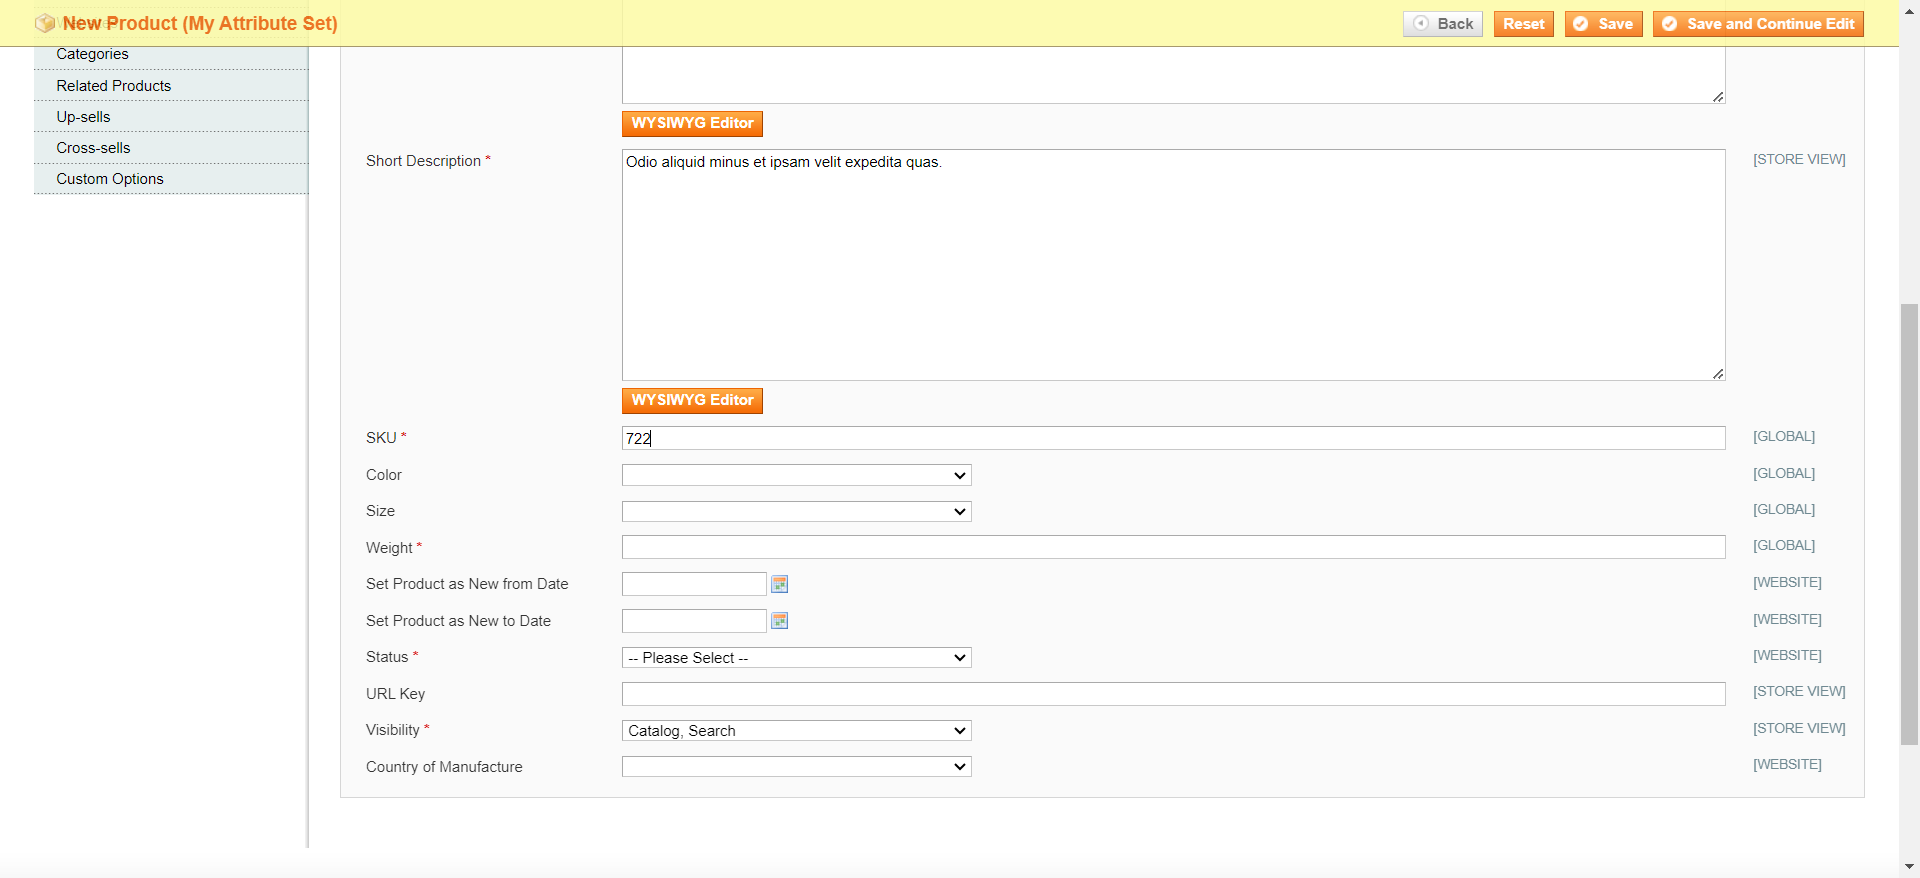 New Product (My Attribute Set)
Back
Reset
Save
Save and Continue Edit
Categories
Related Products
Up-sells
Cross-sells
Custom Options
WYSIWYG Editor
Short Description *
Odio aliquid minus et ipsam velit expedita quas.
[STORE VIEW]
WYSIWYG Editor
SKU *
722
[GLOBAL]
Color
[GLOBAL]
Size
[GLOBAL]
Weight *
[GLOBAL]
Set Product as New from Date
[WEBSITE]
Set Product as New to Date
[WEBSITE]
Status *
-- Please Select --
[WEBSITE]
URL Key
[STORE VIEW]
Visibility *
Catalog, Search
[STORE VIEW]
Country of Manufacture
[WEBSITE]